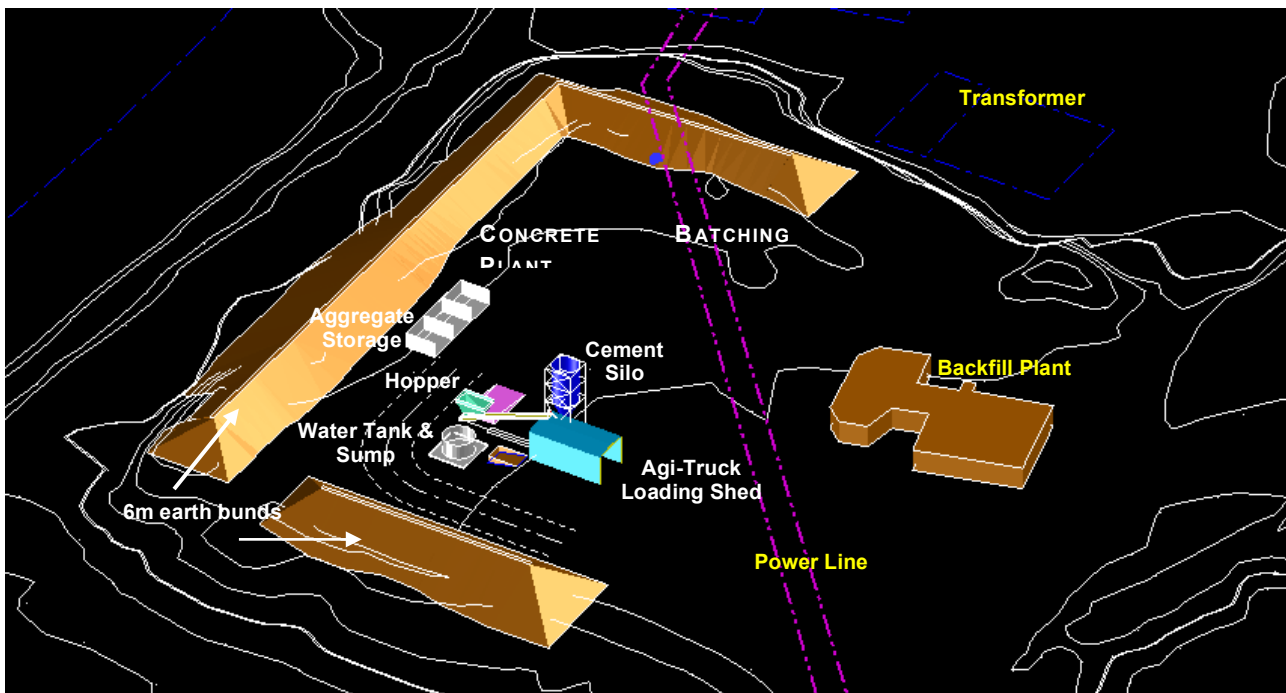 Transformer
CONCRETE BATCHING
PLANT
Aggregate
Storage
Cement
Silo
Backfill Plant
Hopper
Water Tank &
Sump
Agi-Truck
Loading Shed
6m earth bunds
Power Line